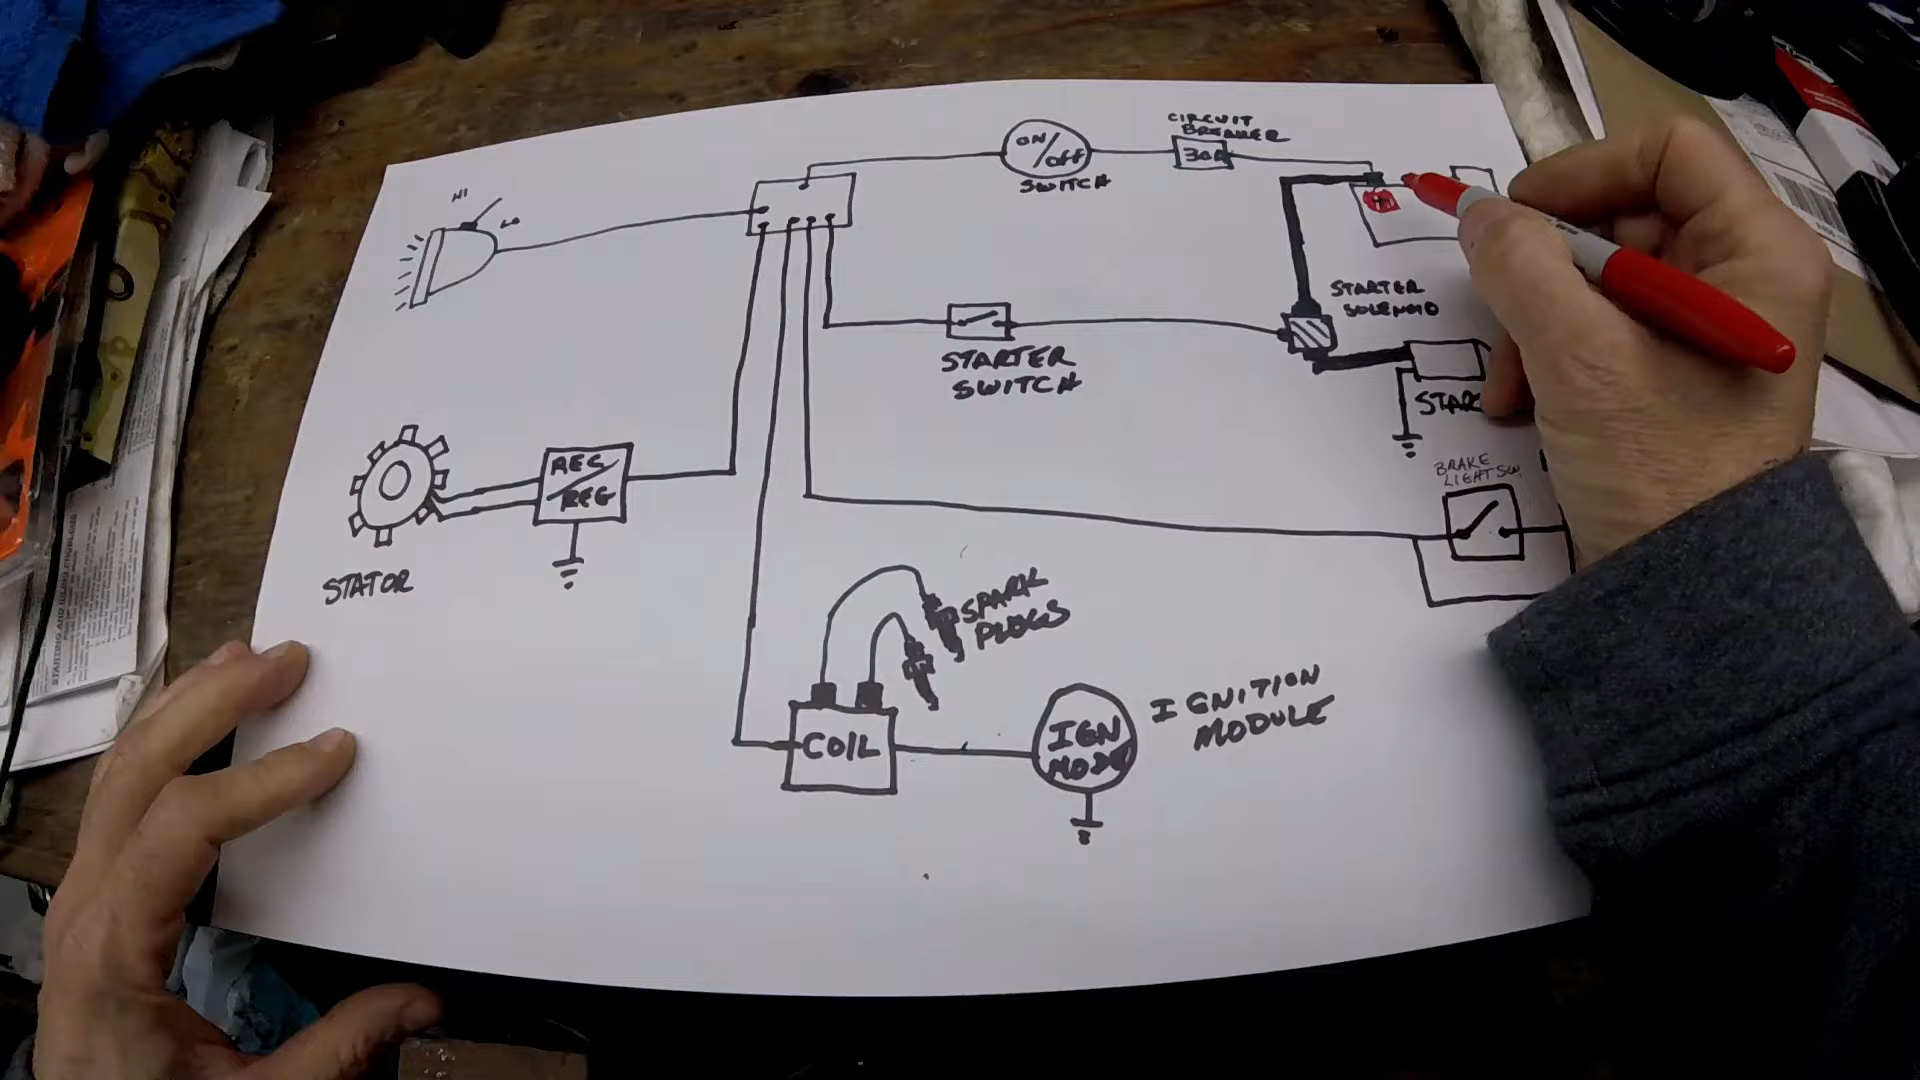 CIRCUIT
BREAKER
30A
ON/OFF
SWITCH
HI
LO
+
STARTER
SOLENOID
STARTER
SWITCH
STAR
BRAKE
LIGHT SW.
REC
REG
STATOR
SPARK
PLUGS
COIL
IGN
IGNITION
MODULE